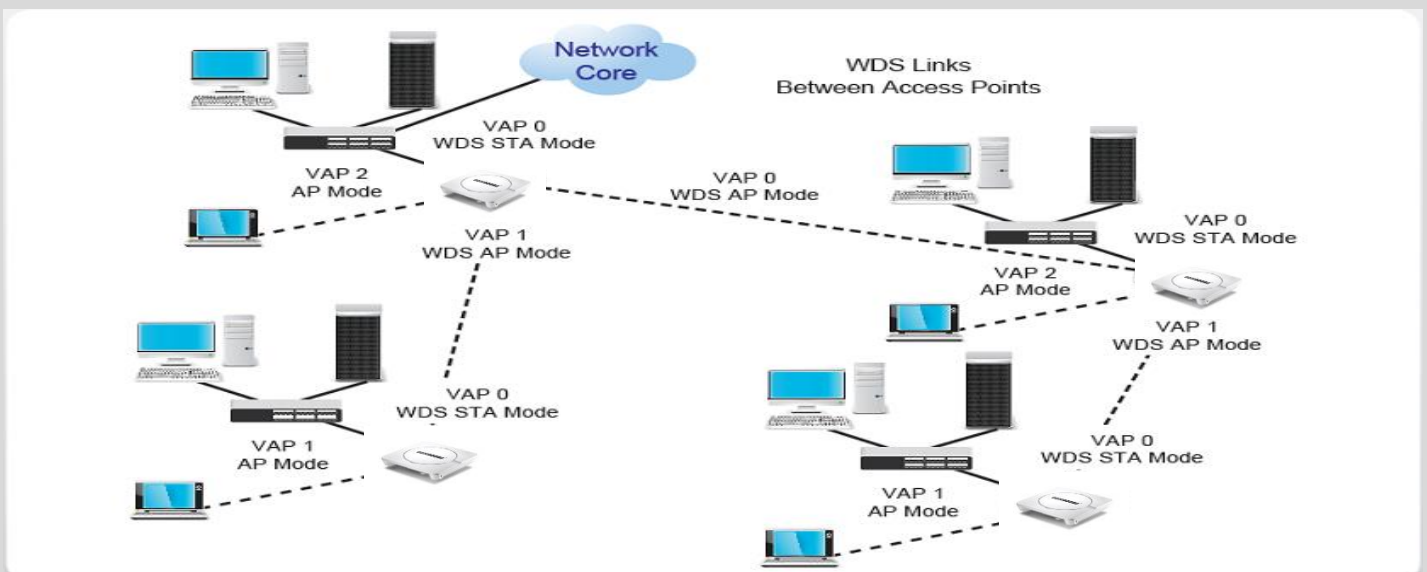 Network
Core
WDS Links
Between Access Points
VAP 0
WDS STA Mode
VAP 2
AP Mode
VAP 0
WDS AP Mode
VAP 1
WDS AP Mode
VAP 0
WDS STA Mode
VAP 2
AP Mode
VAP 1
WDS AP Mode
VAP 0
WDS STA Mode
VAP 1
AP Mode
VAP 0
WDS STA Mode
VAP 1
AP Mode